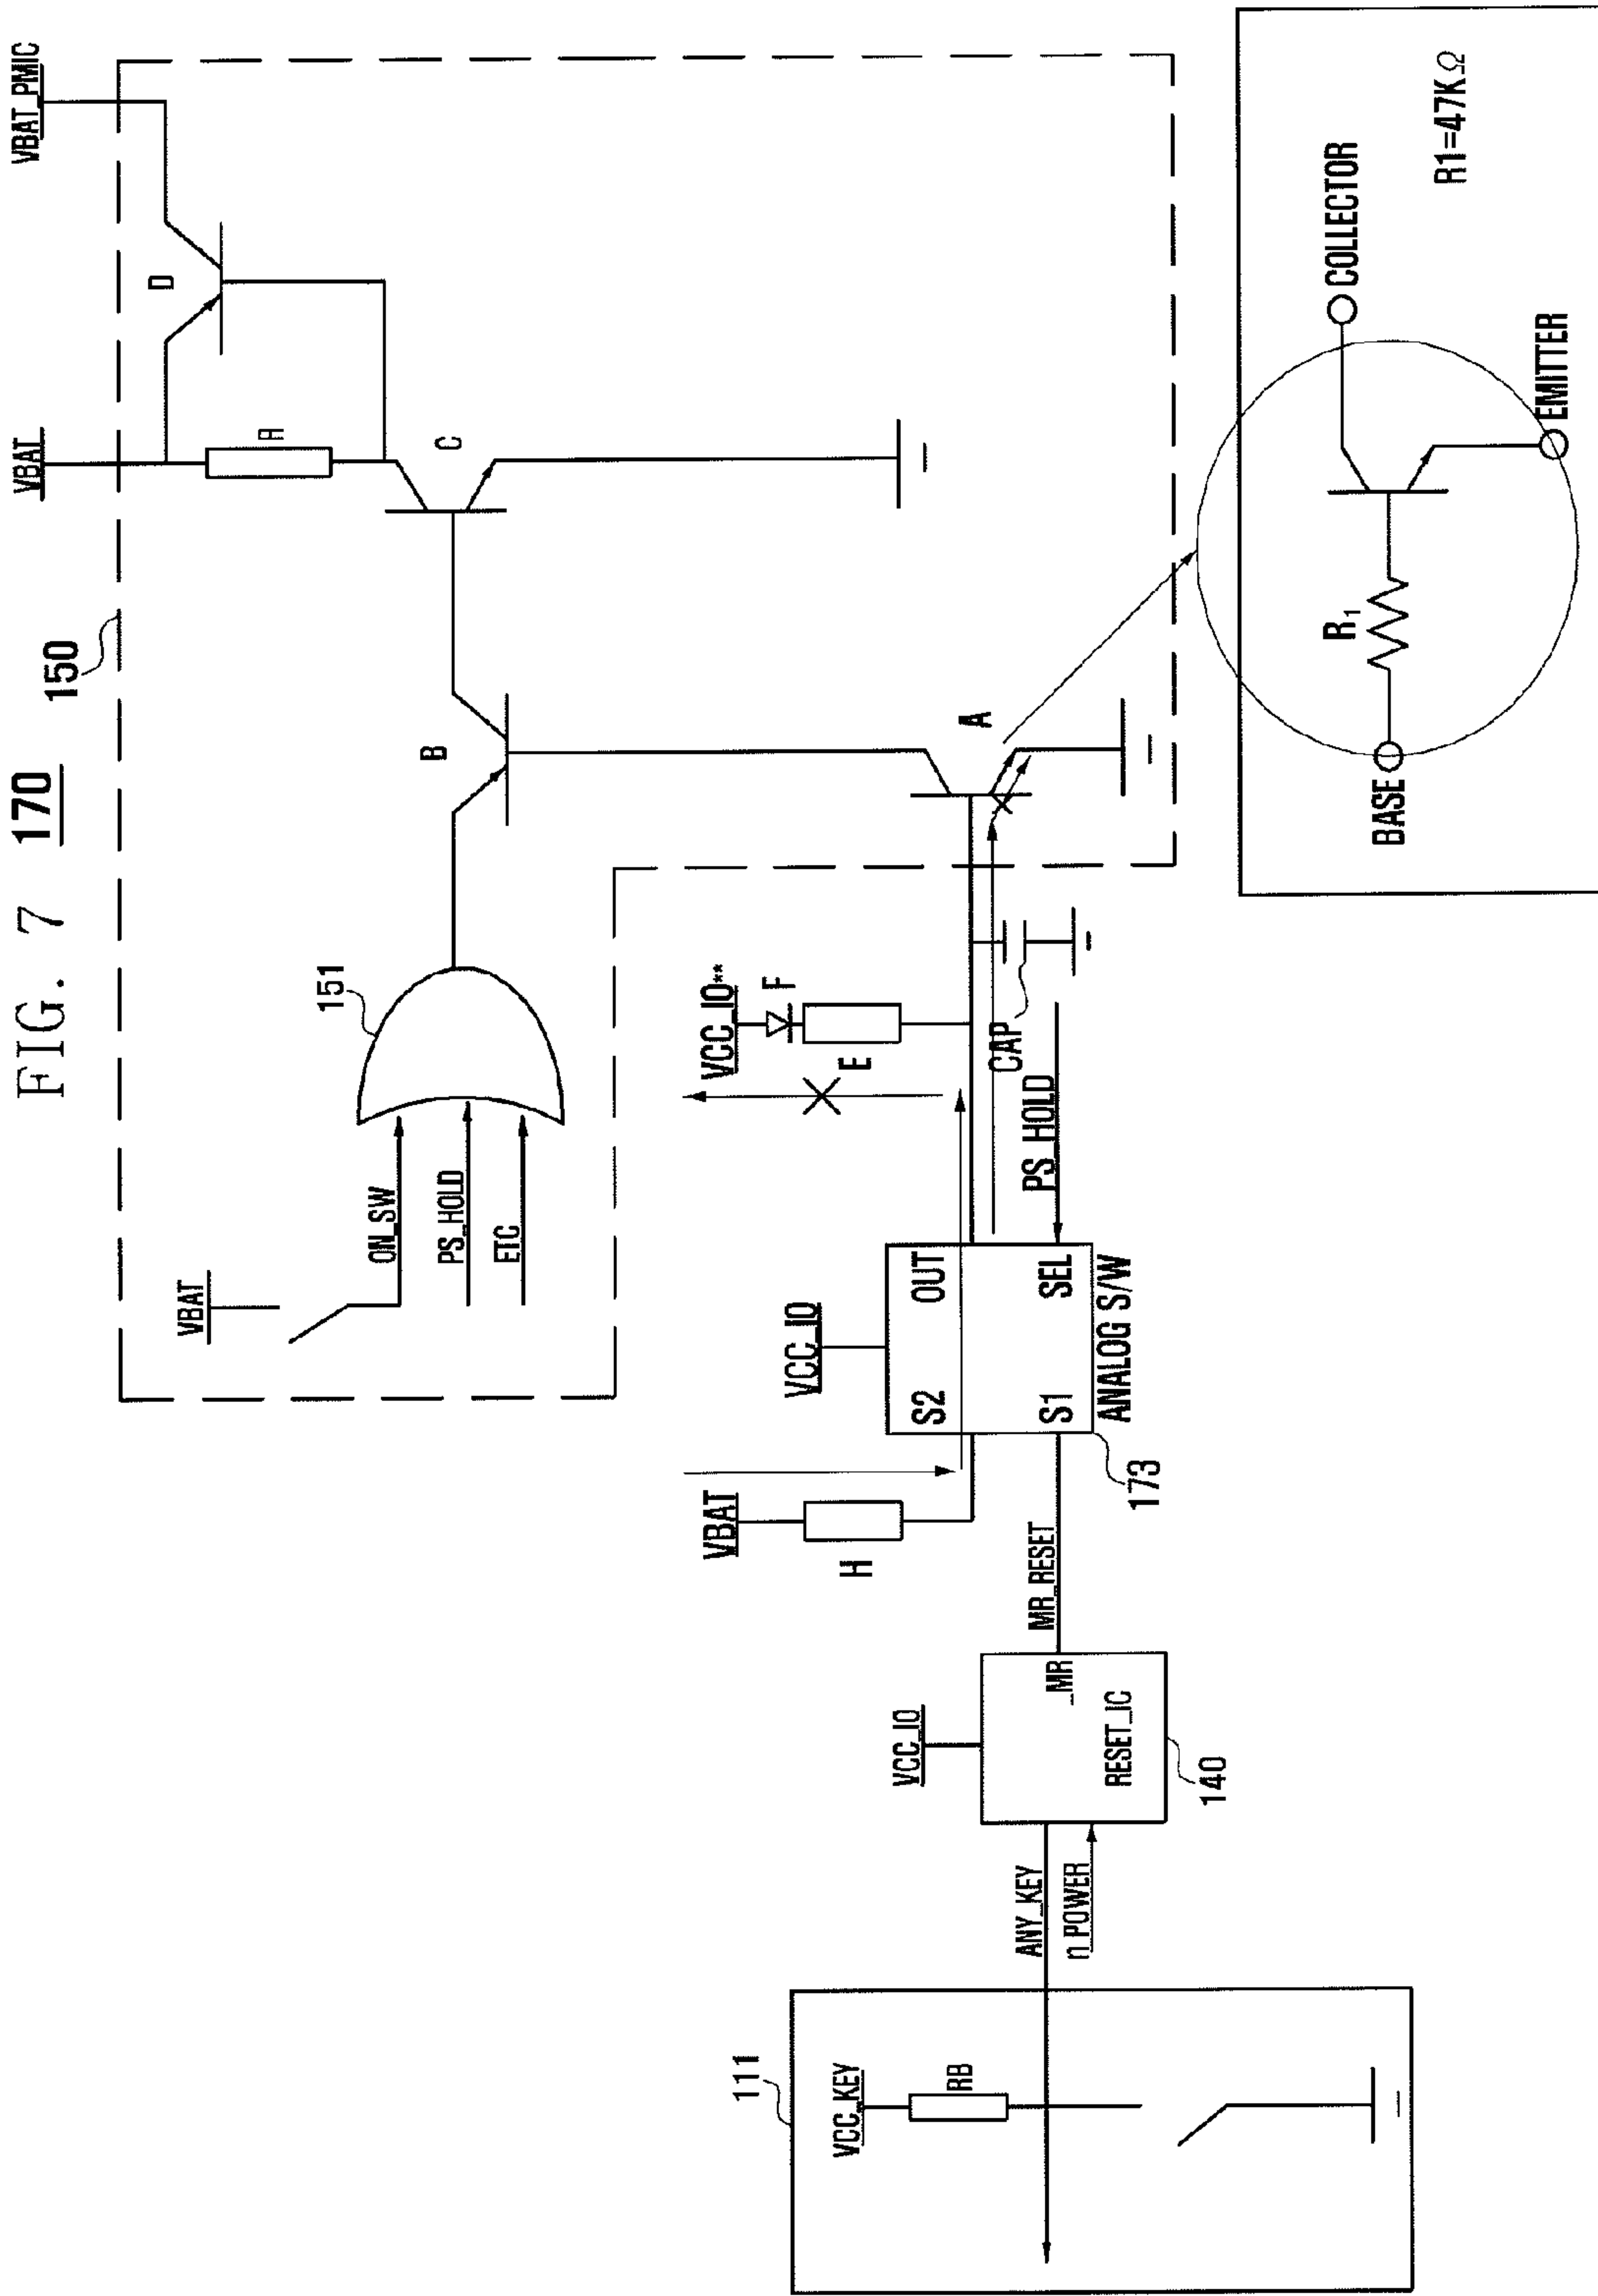 FIG. 7
170
150
VBAT
VBAT_PMIC
R
D
C
B
151
VBAT
ON_SW
PS_HOLD
ETC
A
VCC_IO**
F
E
CAP
PS_HOLD
VCC_IO
S2
OUT
S1
SEL
ANALOG S/W
173
VBAT
H
MR_RESET
VCC_IO
_MR
RESET_IC
140
ANY_KEY
n_POWER
111
VCC_KEY
RB
BASE
R1
COLLECTOR
EMITTER
R1=47KΩ